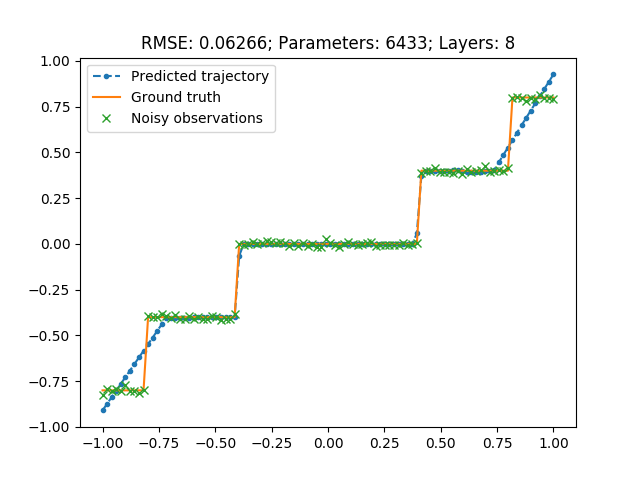 RMSE: 0.06266; Parameters: 6433; Layers: 8
Predicted trajectory
Ground truth
Noisy observations
1.00
0.75
0.50
0.25
0.00
−0.25
−0.50
−0.75
−1.00
−1.00 −0.75 −0.50 −0.25 0.00 0.25 0.50 0.75 1.00